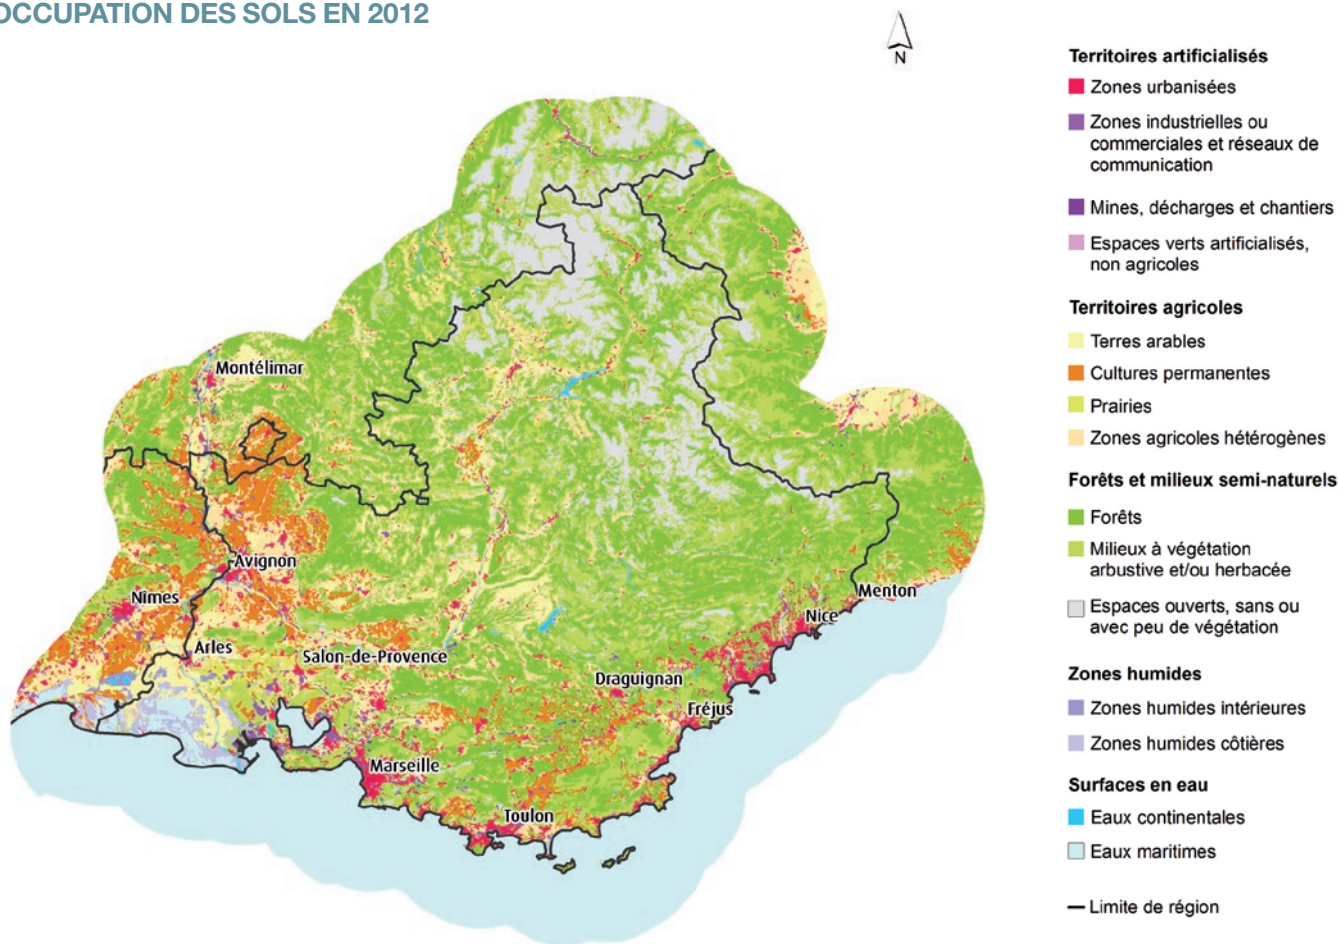 OCCUPATION DES SOLS EN 2012
N
Montélimar
Avignon
Nîmes
Arles
Salon-de-Provence
Marseille
Toulon
Draguignan
Fréjus
Nice
Menton
Territoires artificialisés
Zones urbanisées
Zones industrielles ou
commerciales et réseaux de
communication
Mines, décharges et chantiers
Espaces verts artificialisés,
non agricoles
Territoires agricoles
Terres arables
Cultures permanentes
Prairies
Zones agricoles hétérogènes
Forêts et milieux semi-naturels
Forêts
Milieux à végétation
arbustive et/ou herbacée
Espaces ouverts, sans ou
avec peu de végétation
Zones humides
Zones humides intérieures
Zones humides côtières
Surfaces en eau
Eaux continentales
Eaux maritimes
Limite de région